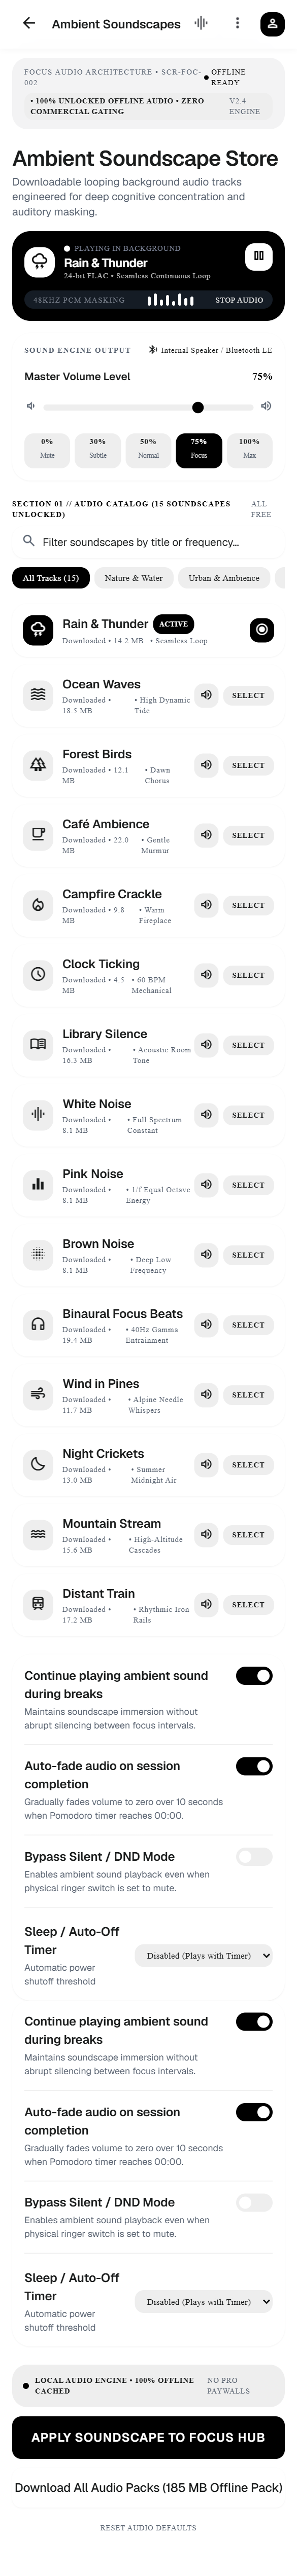 Ambient Soundscapes
FOCUS AUDIO ARCHITECTURE • SCR-FOC-
002
OFFLINE
READY
• 100% UNLOCKED OFFLINE AUDIO • ZERO
COMMERCIAL GATING
V2.4
ENGINE
Ambient Soundscape Store
Downloadable looping background audio tracks
engineered for deep cognitive concentration and
auditory masking.
PLAYING IN BACKGROUND
Rain & Thunder
24-bit FLAC • Seamless Continuous Loop
48KHZ PCM MASKING
STOP AUDIO
SOUND ENGINE OUTPUT
Internal Speaker / Bluetooth LE
Master Volume Level
75%
0%
Mute
30%
Subtle
50%
Normal
75%
Focus
100%
Max
SECTION 01 // AUDIO CATALOG (15 SOUNDSCAPES
UNLOCKED)
ALL
FREE
Filter soundscapes by title or frequency...
All Tracks (15)
Nature & Water
Urban & Ambience
Rain & Thunder
ACTIVE
Downloaded • 14.2 MB
• Seamless Loop
Ocean Waves
Downloaded •
18.5 MB
• High Dynamic
Tide
SELECT
Forest Birds
Downloaded • 12.1
MB
• Dawn
Chorus
SELECT
Café Ambience
Downloaded • 22.0
MB
• Gentle
Murmur
SELECT
Campfire Crackle
Downloaded • 9.8
MB
• Warm
Fireplace
SELECT
Clock Ticking
Downloaded • 4.5
MB
• 60 BPM
Mechanical
SELECT
Library Silence
Downloaded •
16.3 MB
• Acoustic Room
Tone
SELECT
White Noise
Downloaded •
8.1 MB
• Full Spectrum
Constant
SELECT
Pink Noise
Downloaded •
8.1 MB
• 1/f Equal Octave
Energy
SELECT
Brown Noise
Downloaded •
8.1 MB
• Deep Low
Frequency
SELECT
Binaural Focus Beats
Downloaded •
19.4 MB
• 40Hz Gamma
Entrainment
SELECT
Wind in Pines
Downloaded •
11.7 MB
• Alpine Needle
Whispers
SELECT
Night Crickets
Downloaded •
13.0 MB
• Summer
Midnight Air
SELECT
Mountain Stream
Downloaded •
15.6 MB
• High-Altitude
Cascades
SELECT
Distant Train
Downloaded •
17.2 MB
• Rhythmic Iron
Rails
SELECT
Continue playing ambient sound
during breaks
Maintains soundscape immersion without
abrupt silencing between focus intervals.
Auto-fade audio on session
completion
Gradually fades volume to zero over 10 seconds
when Pomodoro timer reaches 00:00.
Bypass Silent / DND Mode
Enables ambient sound playback even when
physical ringer switch is set to mute.
Sleep / Auto-Off
Timer
Automatic power
shutoff threshold
Disabled (Plays with Timer)
Continue playing ambient sound
during breaks
Maintains soundscape immersion without
abrupt silencing between focus intervals.
Auto-fade audio on session
completion
Gradually fades volume to zero over 10 seconds
when Pomodoro timer reaches 00:00.
Bypass Silent / DND Mode
Enables ambient sound playback even when
physical ringer switch is set to mute.
Sleep / Auto-Off
Timer
Automatic power
shutoff threshold
Disabled (Plays with Timer)
LOCAL AUDIO ENGINE • 100% OFFLINE
CACHED
NO PRO
PAYWALLS
APPLY SOUNDSCAPE TO FOCUS HUB
Download All Audio Packs (185 MB Offline Pack)
RESET AUDIO DEFAULTS